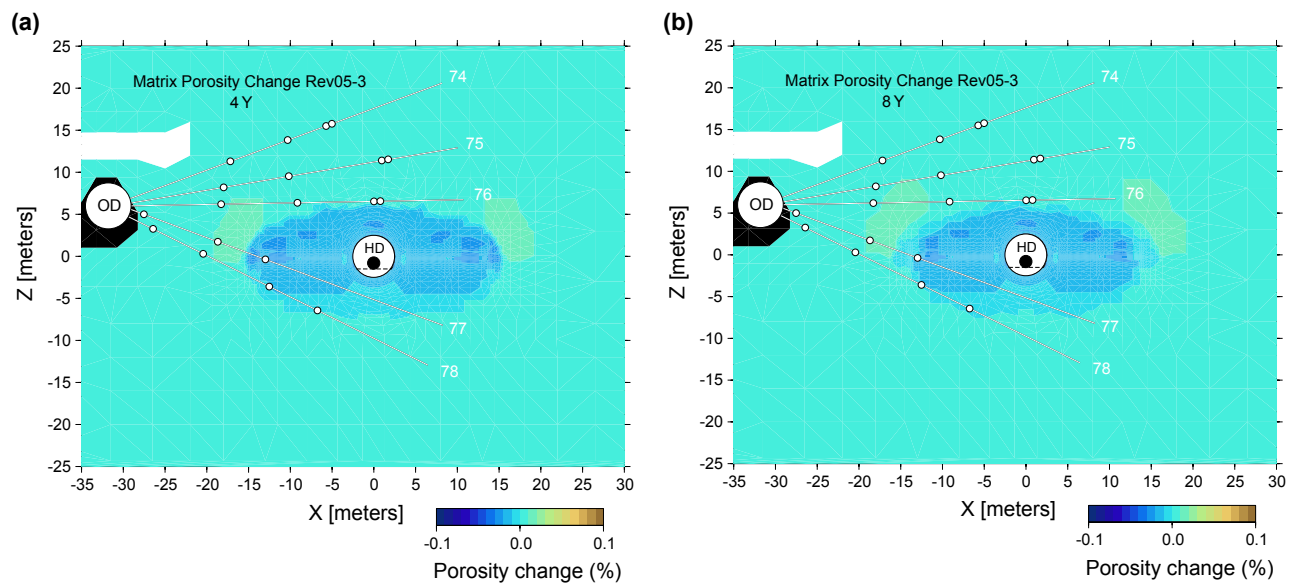 (a)
25
20
15
10
5
0
-5
-10
-15
-20
-25
Z [meters]
Matrix Porosity Change Rev05-3
4 Y
74
75
76
77
78
OD
HD
-35 -30 -25 -20 -15 -10 -5 0 5 10 15 20 25 30
X [meters]
-0.1 0.0 0.1
Porosity change (%)
(b)
25
20
15
10
5
0
-5
-10
-15
-20
-25
Z [meters]
Matrix Porosity Change Rev05-3
8 Y
74
75
76
77
78
OD
HD
-35 -30 -25 -20 -15 -10 -5 0 5 10 15 20 25 30
X [meters]
-0.1 0.0 0.1
Porosity change (%)